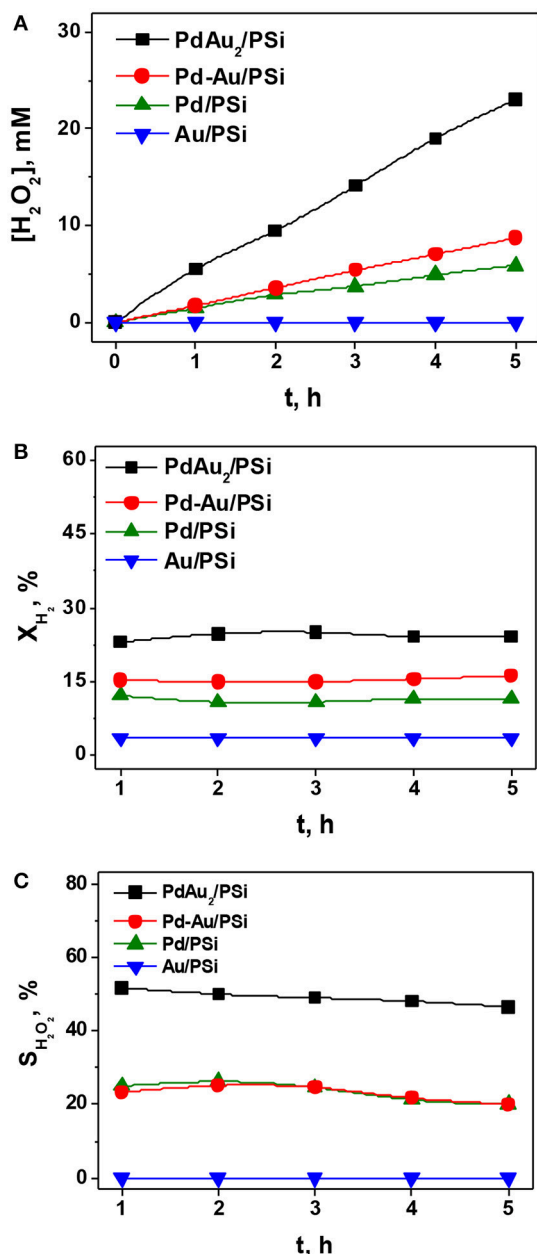 A
30
20
10
0
[H₂O₂], mM
PdAu₂/PSi
Pd-Au/PSi
Pd/PSi
Au/PSi
0 1 2 3 4 5
t, h
B
60
45
30
15
0
X_H₂, %
PdAu₂/PSi
Pd-Au/PSi
Pd/PSi
Au/PSi
1 2 3 4 5
t, h
C
80
60
40
20
0
S_H₂O₂, %
PdAu₂/PSi
Pd-Au/PSi
Pd/PSi
Au/PSi
1 2 3 4 5
t, h